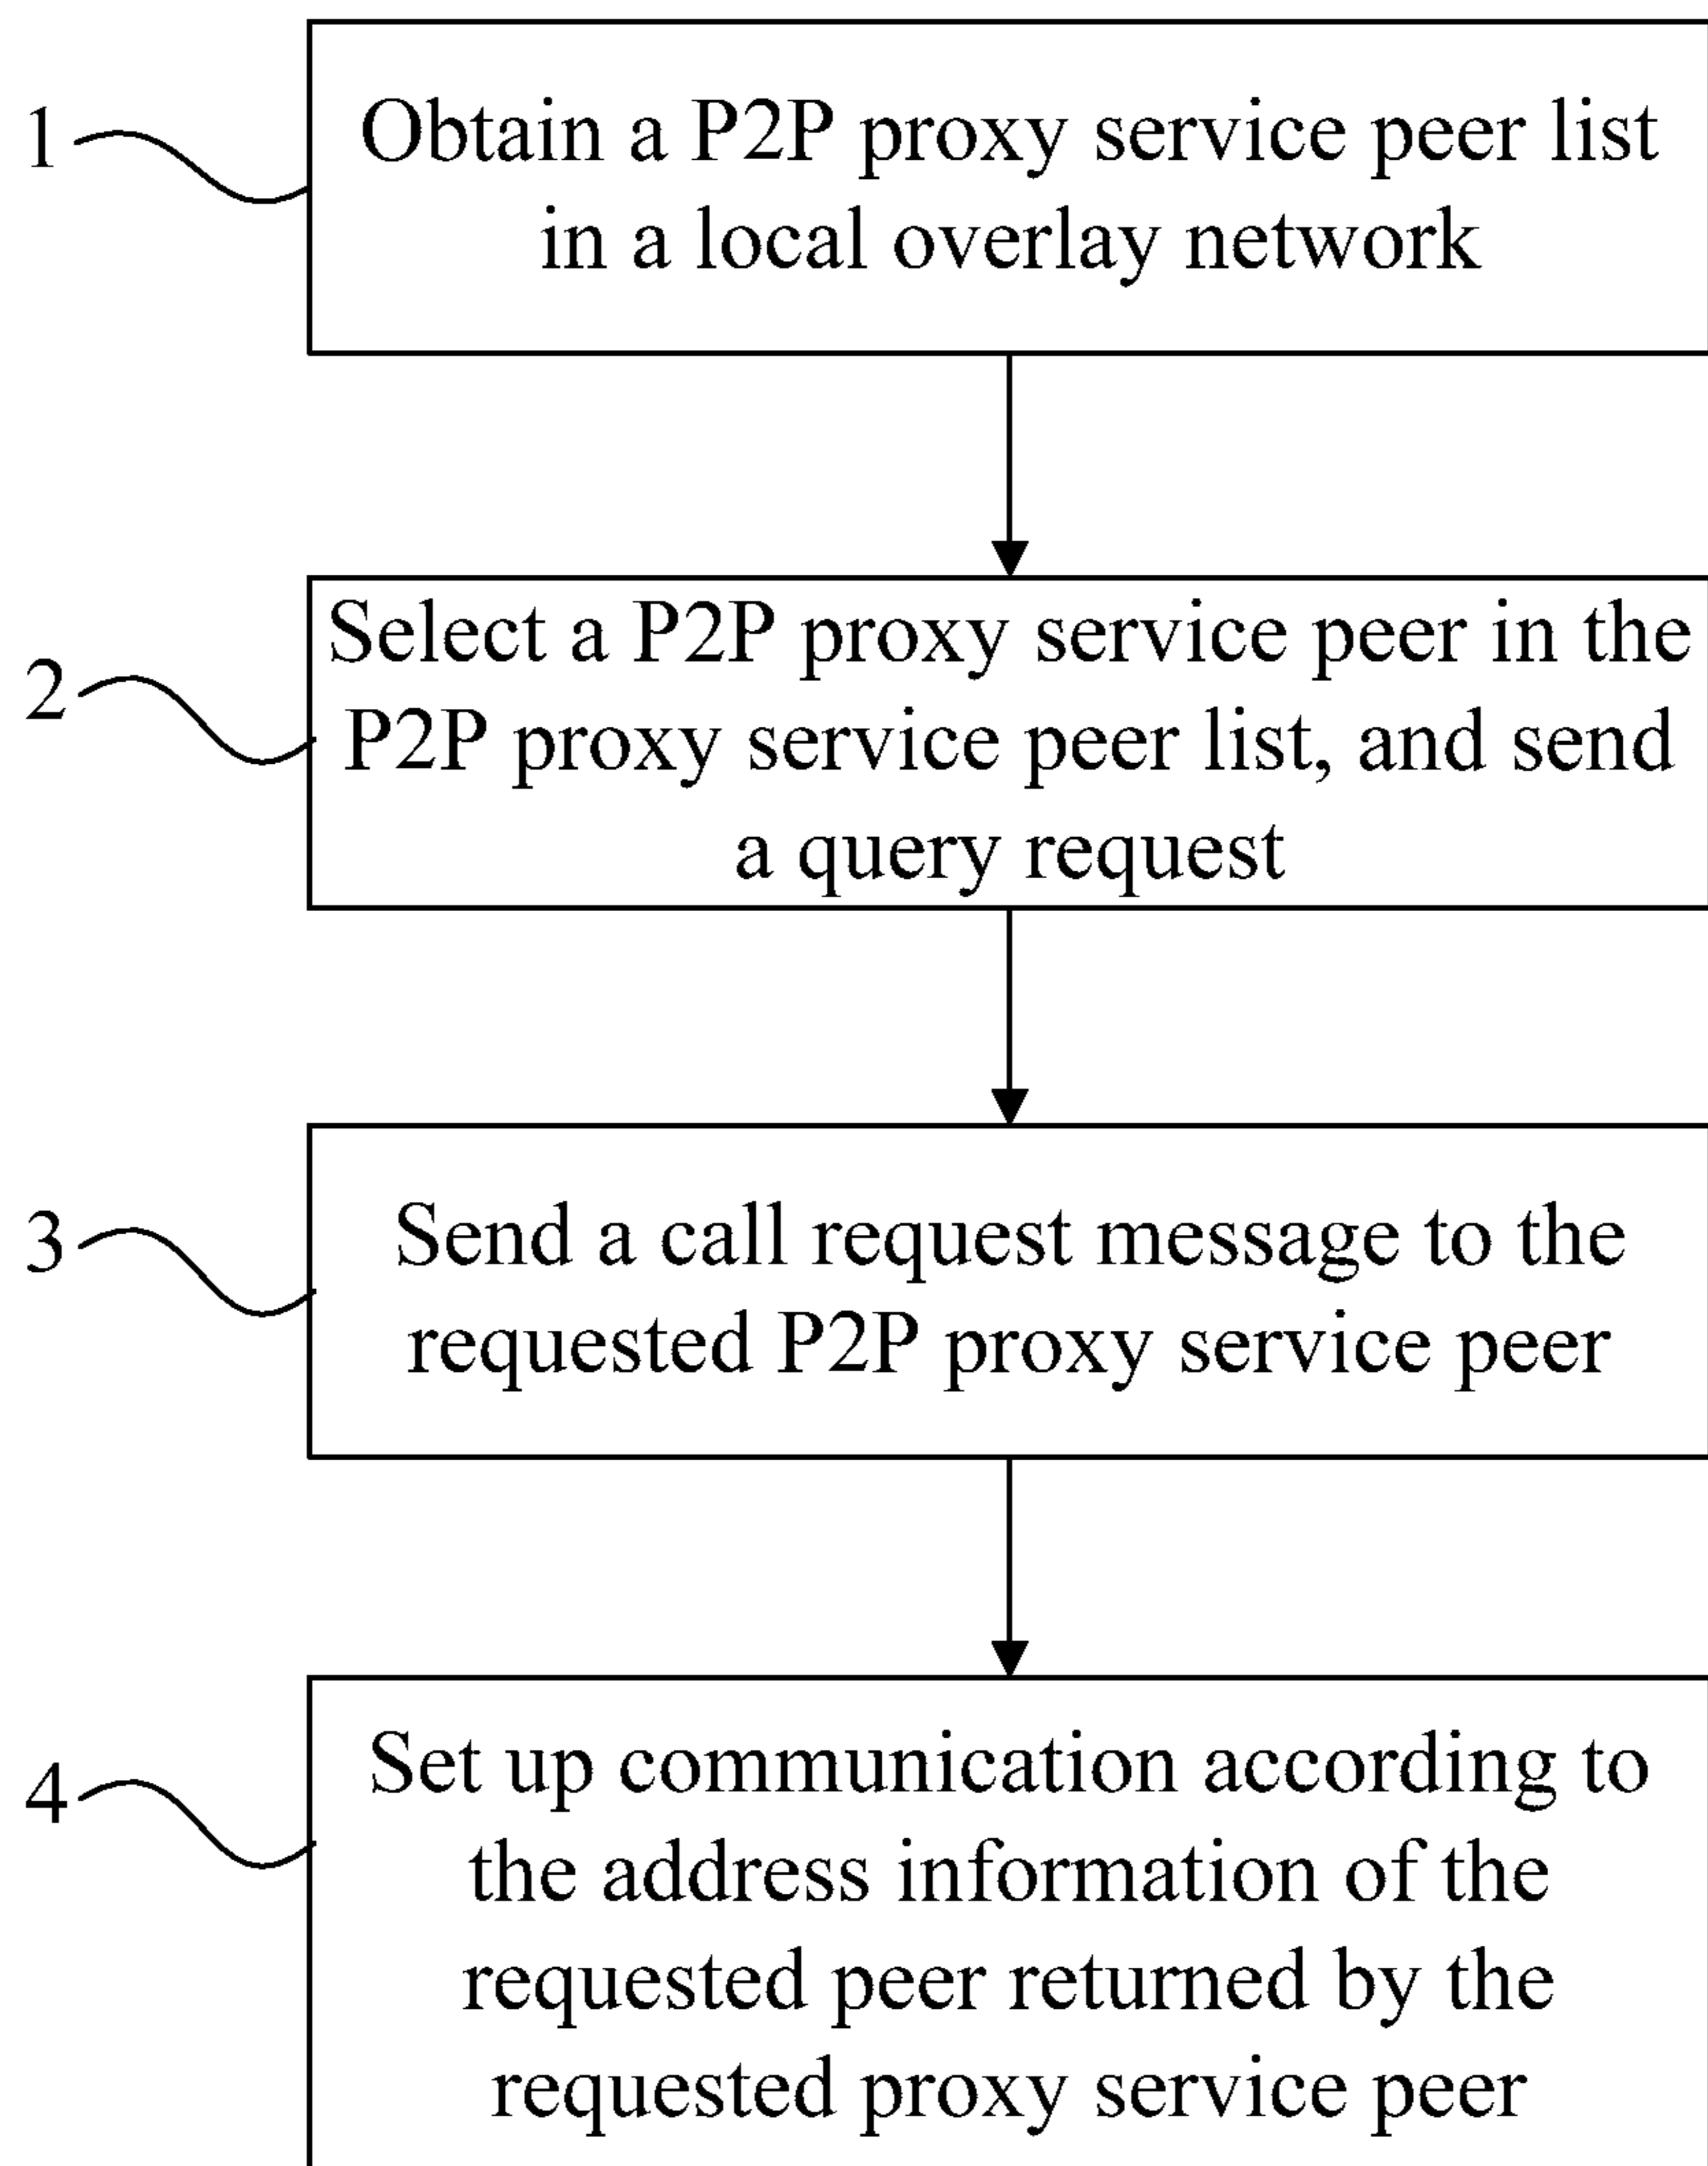 1
Obtain a P2P proxy service peer list
in a local overlay network
2
Select a P2P proxy service peer in the
P2P proxy service peer list, and send
a query request
3
Send a call request message to the
requested P2P proxy service peer
4
Set up communication according to
the address information of the
requested peer returned by the
requested proxy service peer